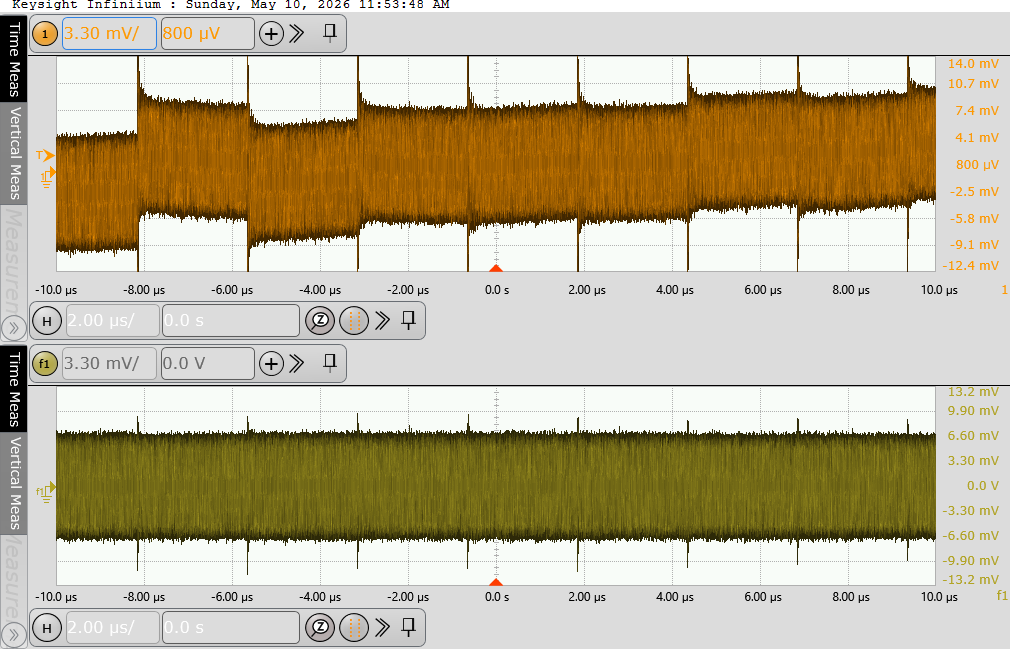 Keysight Infiniium : Sunday, May 10, 2026 11:53:48 AM
Time Meas
Vertical Meas
Measuremen
1
3.30 mV/
800 µV
14.0 mV
10.7 mV
7.4 mV
4.1 mV
800 µV
-2.5 mV
-5.8 mV
-9.1 mV
-12.4 mV
T
1
-10.0 µs
-8.00 µs
-6.00 µs
-4.00 µs
-2.00 µs
0.0 s
2.00 µs
4.00 µs
6.00 µs
8.00 µs
10.0 µs
1
H
2.00 µs/
0.0 s
Z
Time Meas
Vertical Meas
f1
3.30 mV/
0.0 V
13.2 mV
9.90 mV
6.60 mV
3.30 mV
0.0 V
-3.30 mV
-6.60 mV
-9.90 mV
-13.2 mV
f1
-10.0 µs
-8.00 µs
-6.00 µs
-4.00 µs
-2.00 µs
0.0 s
2.00 µs
4.00 µs
6.00 µs
8.00 µs
10.0 µs
f1
H
2.00 µs/
0.0 s
Z